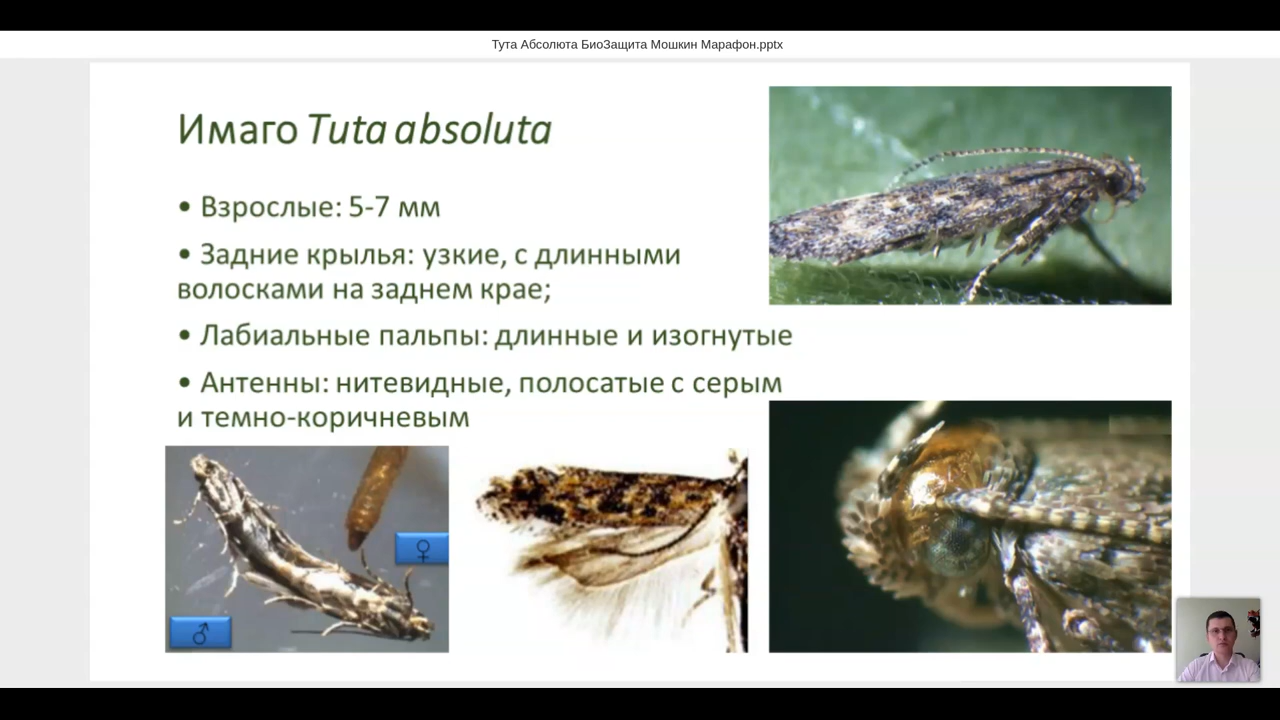 Тута Абсолюта БиоЗащита Мошкин Марафон.pptx
Имаго Tuta absoluta
• Взрослые: 5-7 мм
• Задние крылья: узкие, с длинными
волосками на заднем крае;
• Лабиальные пальпы: длинные и изогнутые
• Антенны: нитевидные, полосатые с серым
и темно-коричневым
♀
♂